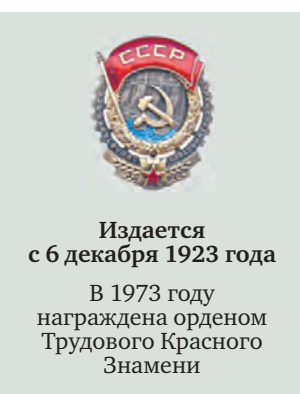 СССР
Издается
с 6 декабря 1923 года
В 1973 году
награждена орденом
Трудового Красного
Знамени